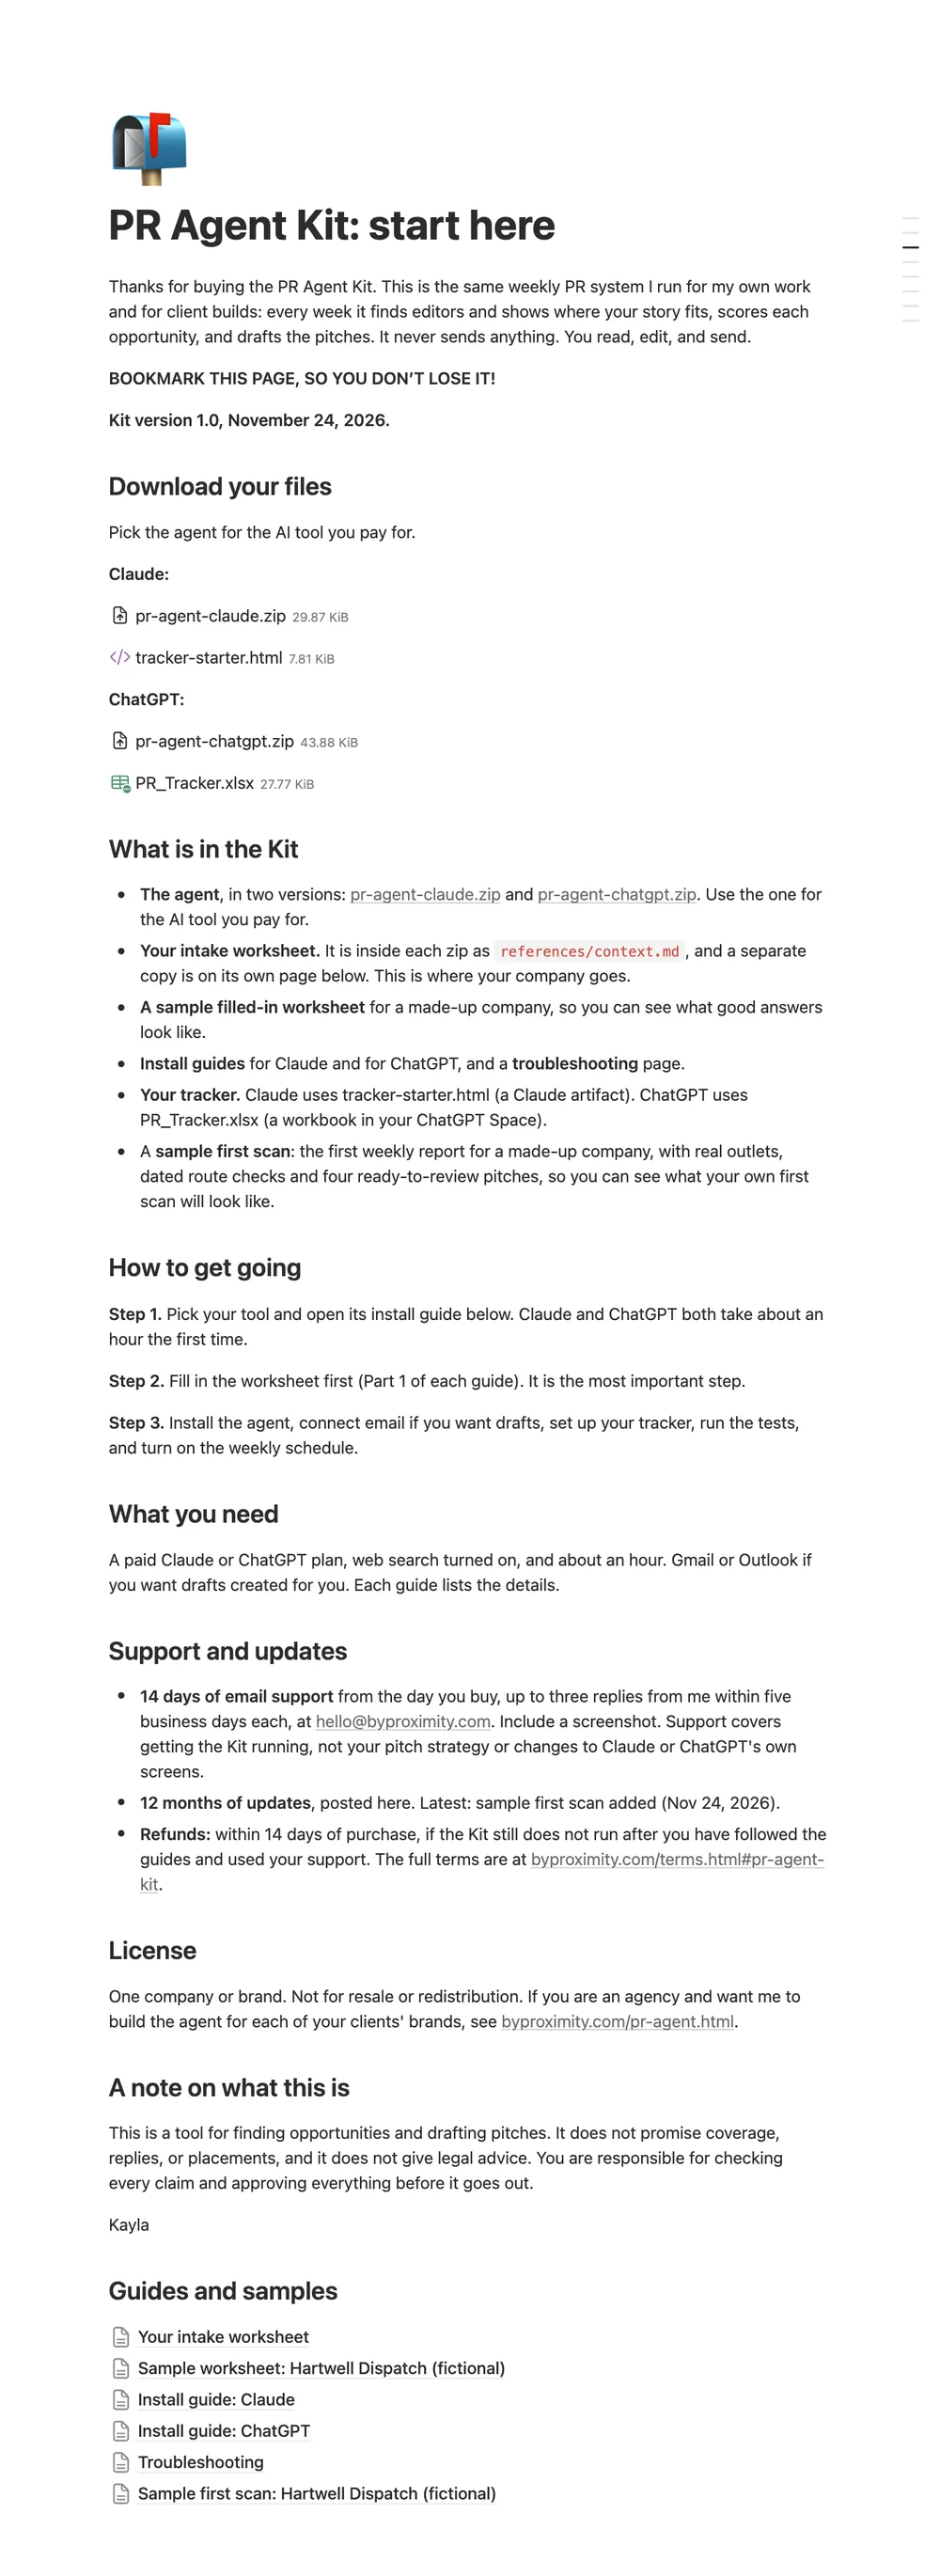 PR Agent Kit: start here
Thanks for buying the PR Agent Kit. This is the same weekly PR system I run for my own work
and for client builds: every week it finds editors and shows where your story fits, scores each
opportunity, and drafts the pitches. It never sends anything. You read, edit, and send.
BOOKMARK THIS PAGE, SO YOU DON’T LOSE IT!
Kit version 1.0, November 24, 2026.
Download your files
Pick the agent for the AI tool you pay for.
Claude:
pr-agent-claude.zip 29.87 KiB
</> tracker-starter.html 7.81 KiB
ChatGPT:
pr-agent-chatgpt.zip 43.88 KiB
PR_Tracker.xlsx 27.77 KiB
What is in the Kit
• The agent, in two versions: pr-agent-claude.zip and pr-agent-chatgpt.zip. Use the one for
the AI tool you pay for.
• Your intake worksheet. It is inside each zip as references/context.md, and a separate
copy is on its own page below. This is where your company goes.
• A sample filled-in worksheet for a made-up company, so you can see what good answers
look like.
• Install guides for Claude and for ChatGPT, and a troubleshooting page.
• Your tracker. Claude uses tracker-starter.html (a Claude artifact). ChatGPT uses
PR_Tracker.xlsx (a workbook in your ChatGPT Space).
• A sample first scan: the first weekly report for a made-up company, with real outlets,
dated route checks and four ready-to-review pitches, so you can see what your own first
scan will look like.
How to get going
Step 1. Pick your tool and open its install guide below. Claude and ChatGPT both take about an
hour the first time.
Step 2. Fill in the worksheet first (Part 1 of each guide). It is the most important step.
Step 3. Install the agent, connect email if you want drafts, set up your tracker, run the tests,
and turn on the weekly schedule.
What you need
A paid Claude or ChatGPT plan, web search turned on, and about an hour. Gmail or Outlook if
you want drafts created for you. Each guide lists the details.
Support and updates
• 14 days of email support from the day you buy, up to three replies from me within five
business days each, at hello@byproximity.com. Include a screenshot. Support covers
getting the Kit running, not your pitch strategy or changes to Claude or ChatGPT's own
screens.
• 12 months of updates, posted here. Latest: sample first scan added (Nov 24, 2026).
• Refunds: within 14 days of purchase, if the Kit still does not run after you have followed the
guides and used your support. The full terms are at byproximity.com/terms.html#pr-agent-
kit.
License
One company or brand. Not for resale or redistribution. If you are an agency and want me to
build the agent for each of your clients' brands, see byproximity.com/pr-agent.html.
A note on what this is
This is a tool for finding opportunities and drafting pitches. It does not promise coverage,
replies, or placements, and it does not give legal advice. You are responsible for checking
every claim and approving everything before it goes out.
Kayla
Guides and samples
Your intake worksheet
Sample worksheet: Hartwell Dispatch (fictional)
Install guide: Claude
Install guide: ChatGPT
Troubleshooting
Sample first scan: Hartwell Dispatch (fictional)